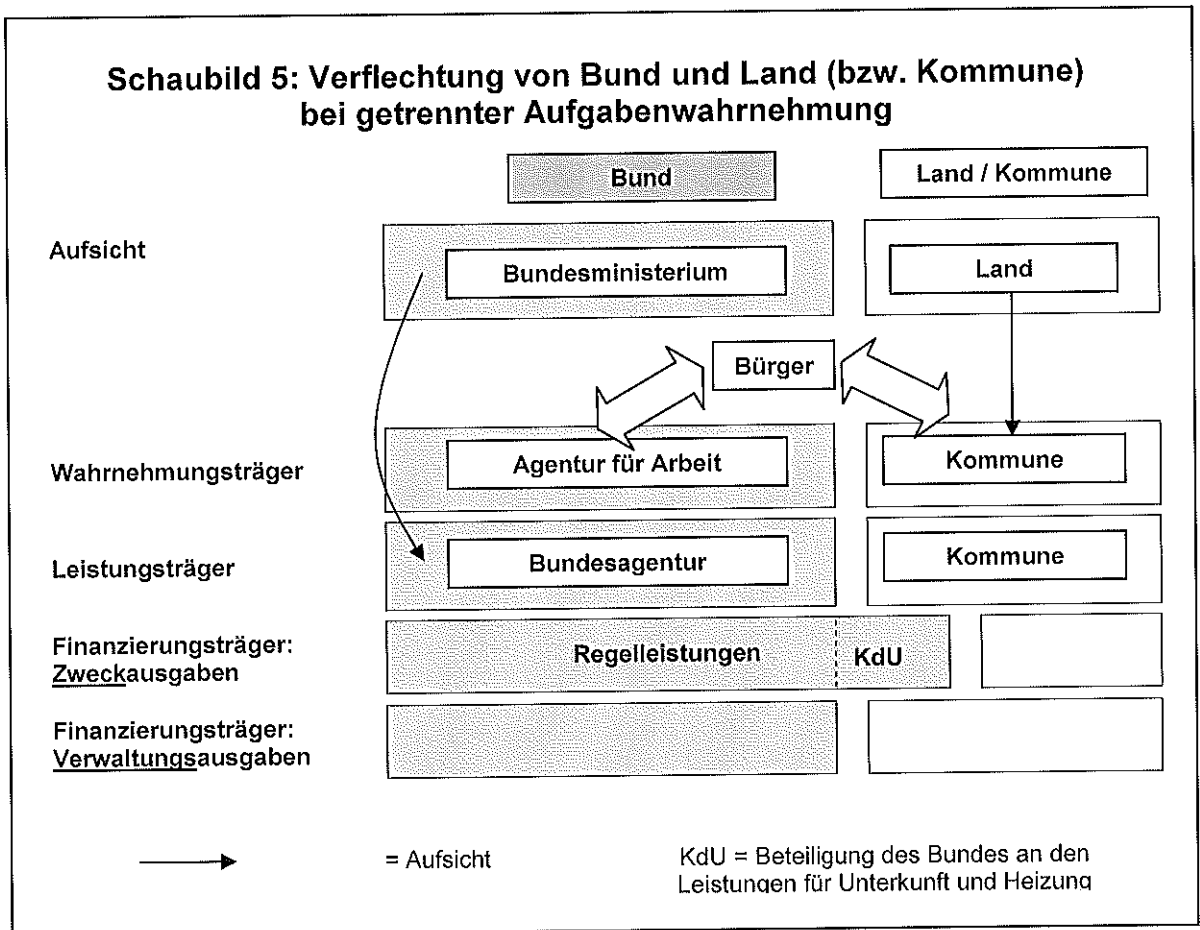 Schaubild 5: Verflechtung von Bund und Land (bzw. Kommune)
bei getrennter Aufgabenwahrnehmung
Bund
Land / Kommune
Aufsicht
Bundesministerium
Land
Bürger
Wahrnehmungsträger
Agentur für Arbeit
Kommune
Leistungsträger
Bundesagentur
Kommune
Finanzierungsträger:
Zweckausgaben
Regelleistungen
KdU
Finanzierungsträger:
Verwaltungsausgaben
= Aufsicht
KdU = Beteiligung des Bundes an den
Leistungen für Unterkunft und Heizung